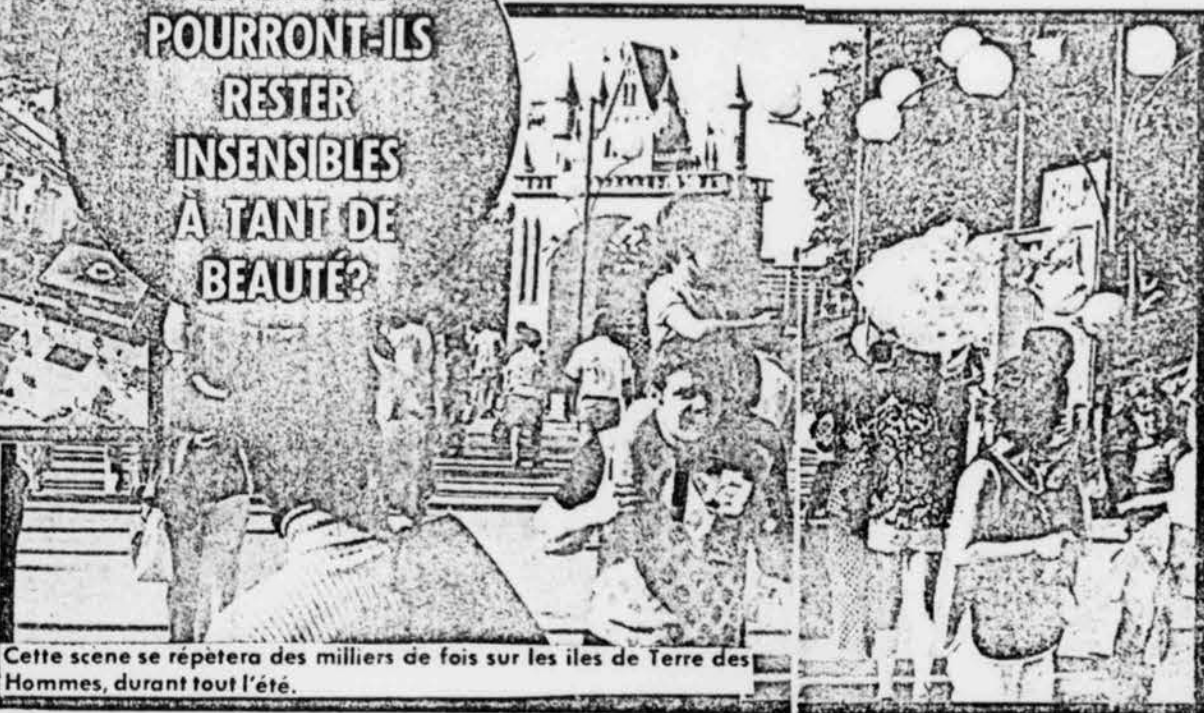 POURRONT-ILS
RESTER
INSENSIBLES
À TANT DE
BEAUTÉ?
Cette scene se répètera des milliers de fois sur les iles de Terre des
Hommes, durant tout l'été.